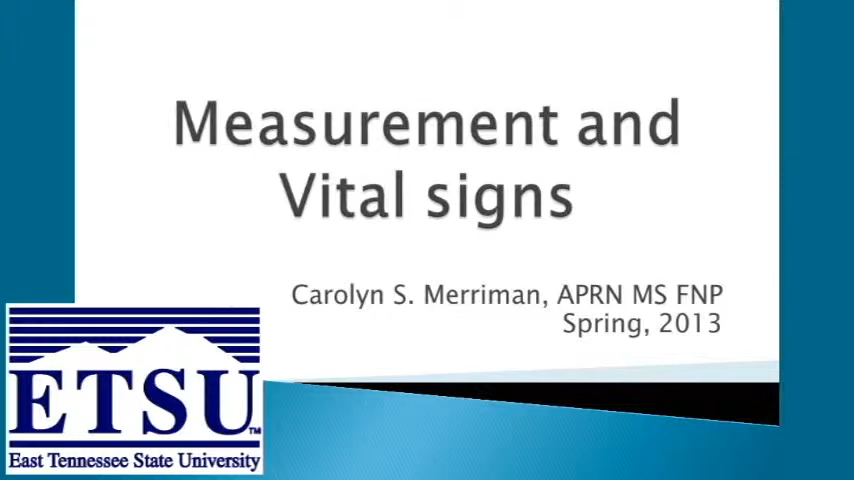 Measurement and
Vital signs
Carolyn S. Merriman, APRN MS FNP
Spring, 2013
ETSU
TM
East Tennessee State University